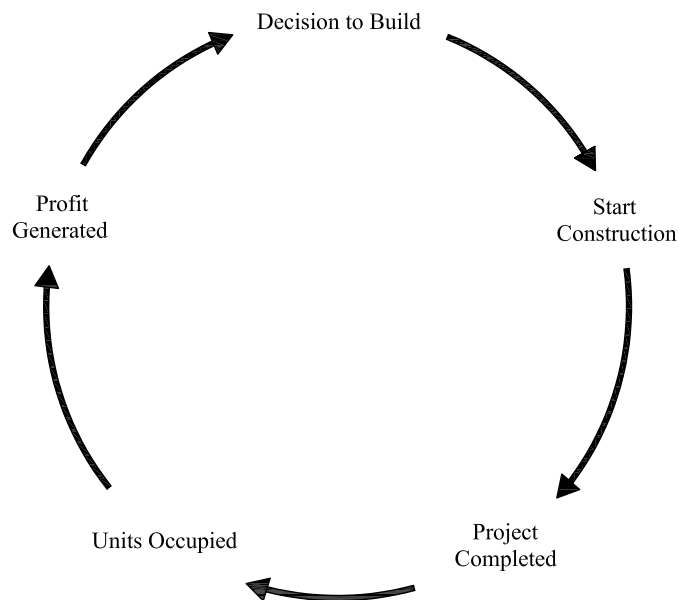 Decision to Build
Start
Construction
Project
Completed
Units Occupied
Profit
Generated